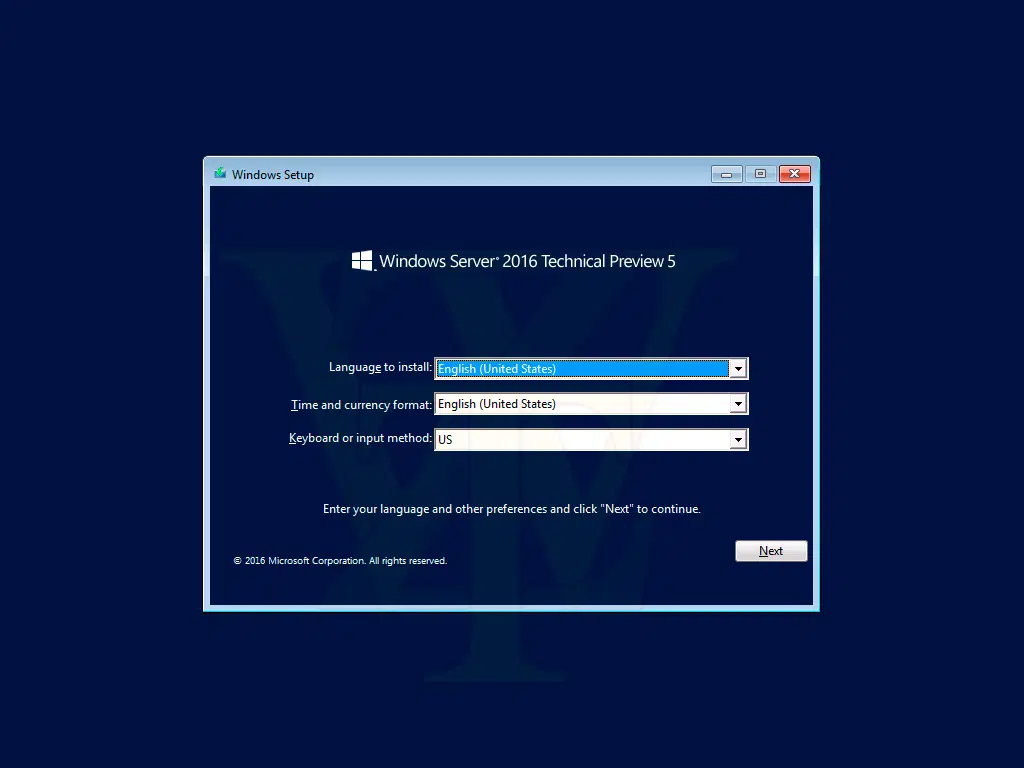 Windows Setup
Windows Server® 2016 Technical Preview 5
Language to install: English (United States)
Time and currency format: English (United States)
Keyboard or input method: US
Enter your language and other preferences and click "Next" to continue.
Next
© 2016 Microsoft Corporation. All rights reserved.